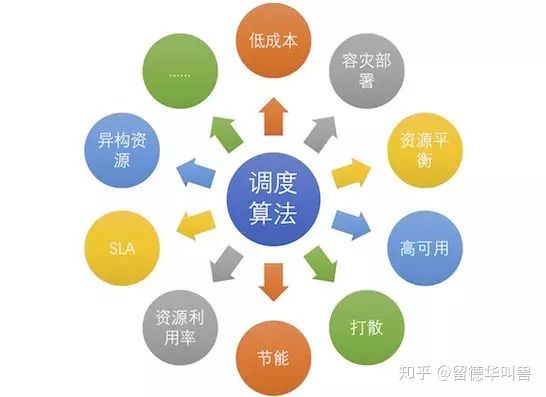 低成本
容灾部
署
资源平
衡
高可用
打散
节能
资源利
用率
SLA
异构资
源
......
调度
算法
知乎 @留德华叫兽